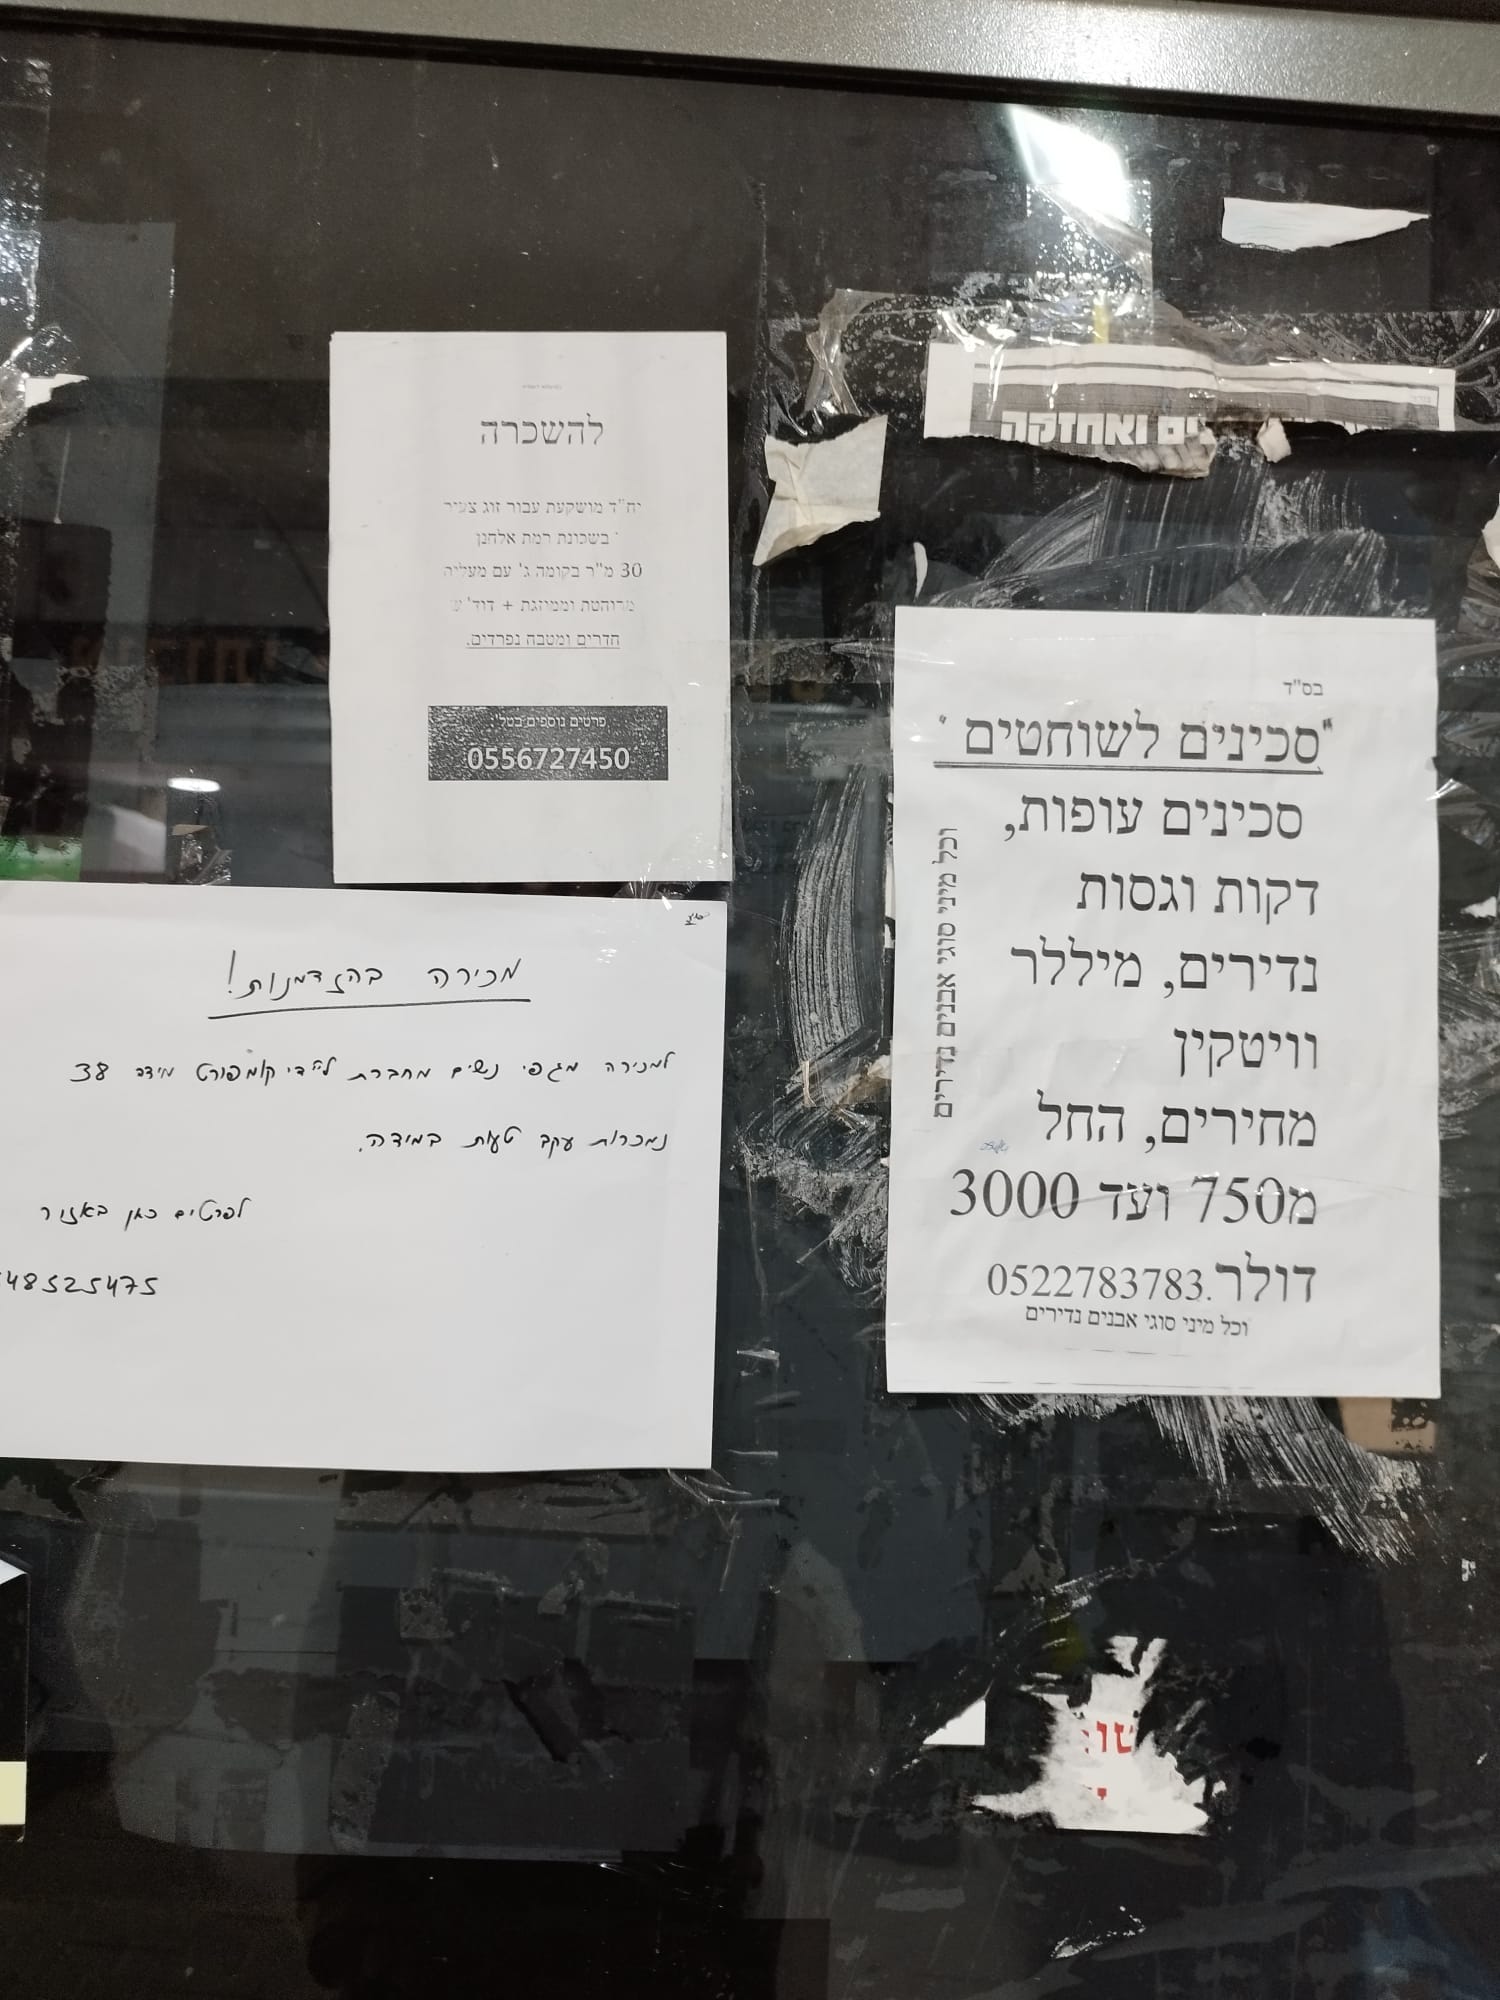 להשכרה
יח"ד מושקעת עבור זוג צעיר
בשכונת רמת אלחנן
30 מ"ר בקומה ג' עם מעלית
מרוהטת וממוזגת + דוד' ש
חדרים ומטבח נפרדים.
פרטים נוספים בטל':
0556727450
מכירה בהזדמנות!
למכירה מגפי נשים מחברת ליידי קומפורט מידה 38
נמכרות עקב טעות במידה.
לפרטים כאן באזור
48525475
ואחזקה
בס"ד
"סכינים לשוחטים"
סכינים עופות,
דקות וגסות
נדירים, מיללר
וויטקין
מחירים, החל
מ750 ועד 3000
דולר.0522783783
וכל מיני סוגי אבנים נדירים
וכל מיני סוגי אבנים נדירים
שו